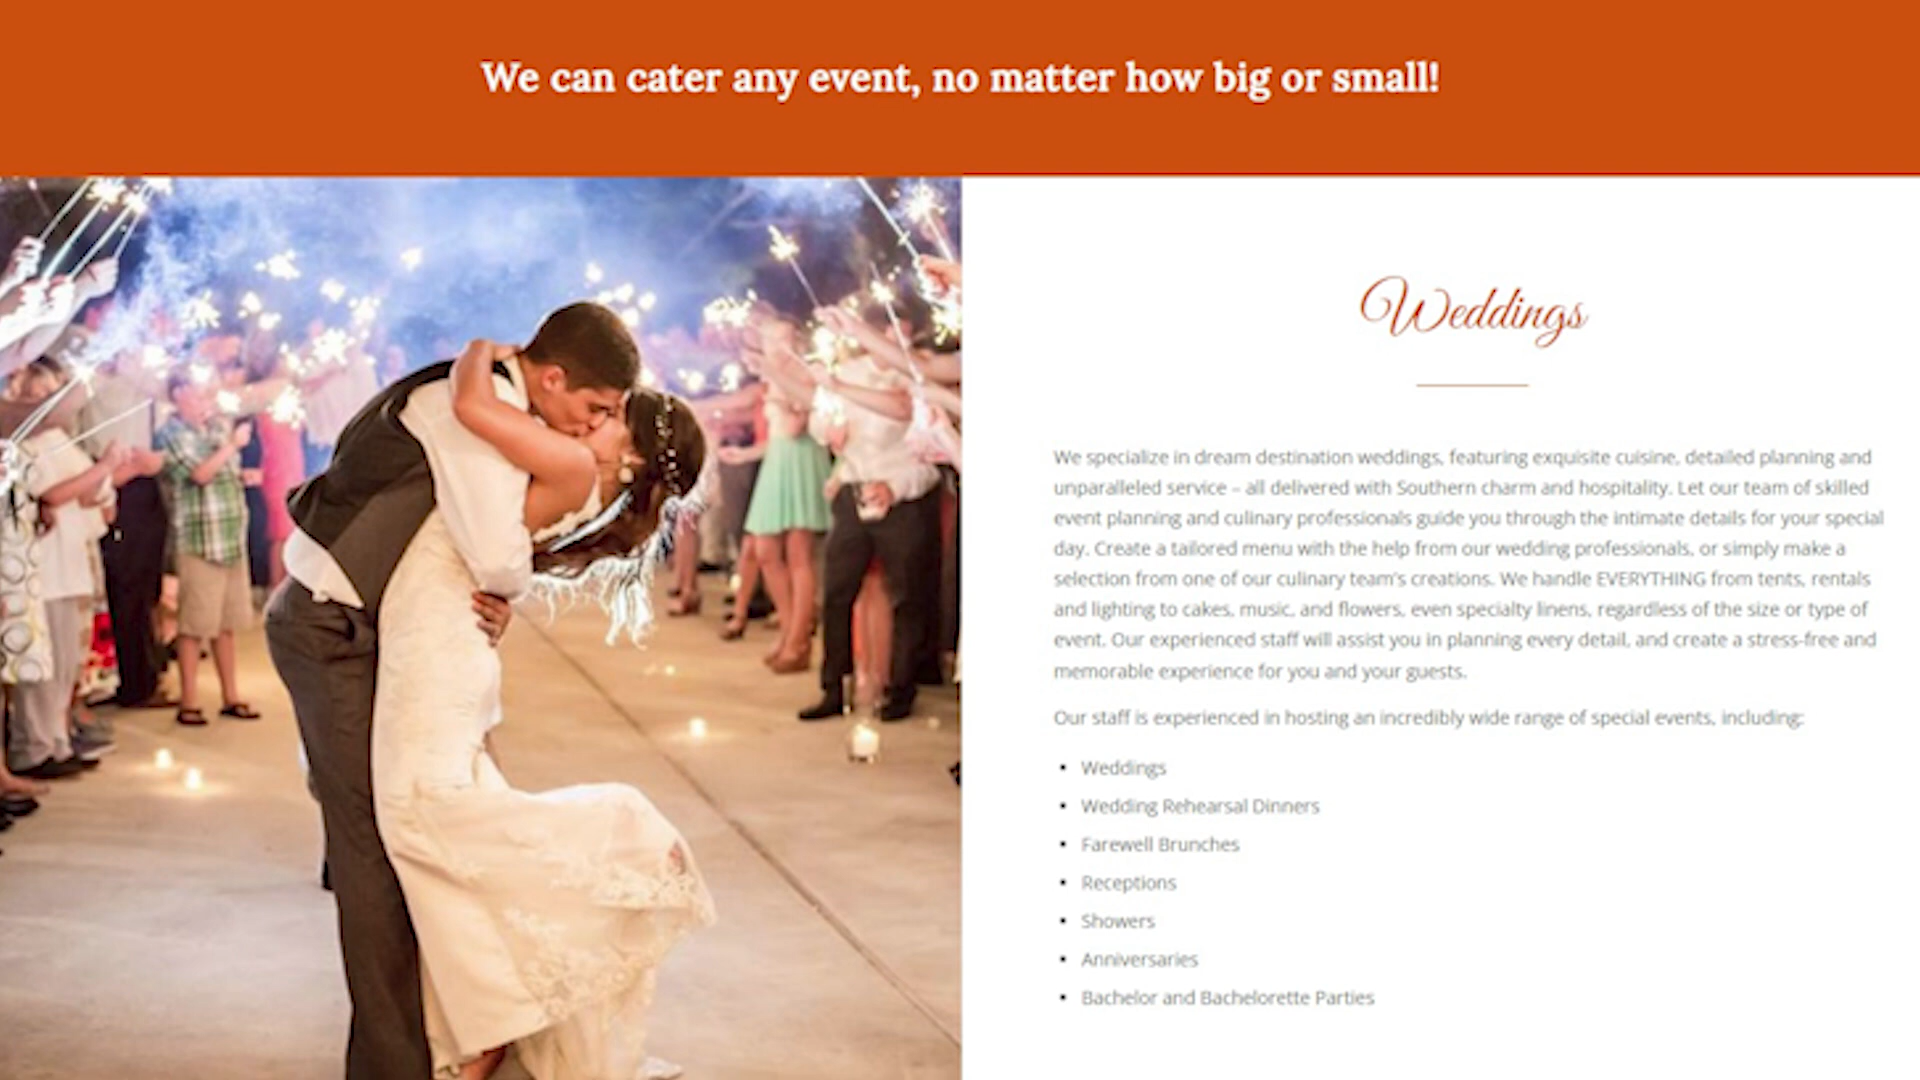 We can cater any event, no matter how big or small!
Weddings
We specialize in dream destination weddings, featuring exquisite cuisine, detailed planning and
unparalleled service – all delivered with Southern charm and hospitality. Let our team of skilled
event planning and culinary professionals guide you through the intimate details for your special
day. Create a tailored menu with the help from our wedding professionals, or simply make a
selection from one of our culinary team's creations. We handle EVERYTHING from tents, rentals
and lighting to cakes, music, and flowers, even specialty linens, regardless of the size or type of
event. Our experienced staff will assist you in planning every detail, and create a stress-free and
memorable experience for you and your guests.
Our staff is experienced in hosting an incredibly wide range of special events, including:
• Weddings
• Wedding Rehearsal Dinners
• Farewell Brunches
• Receptions
• Showers
• Anniversaries
• Bachelor and Bachelorette Parties